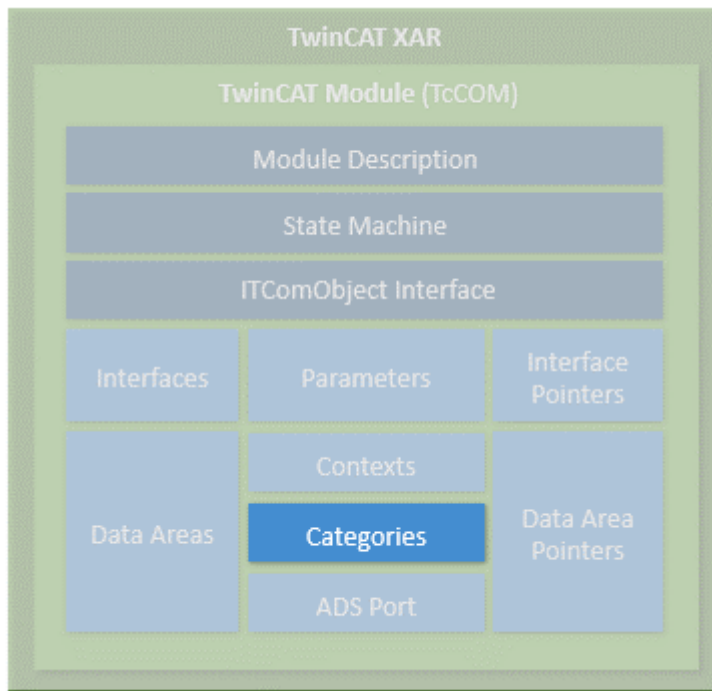 TwinCAT XAR
TwinCAT Module (TcCOM)
Module Description
State Machine
ITComObject Interface
Interfaces
Parameters
Interface
Pointers
Data Areas
Contexts
Categories
ADS Port
Data Area
Pointers